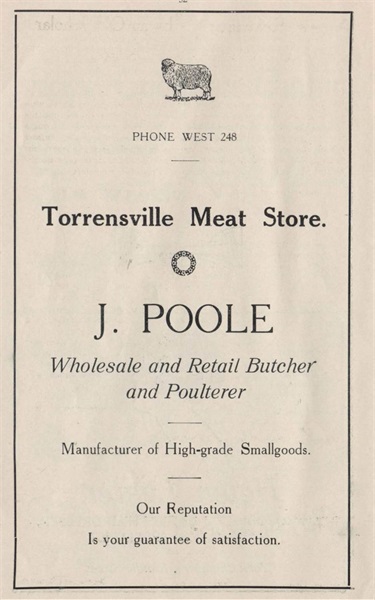 PHONE WEST 248
Torrensville Meat Store.
J. POOLE
Wholesale and Retail Butcher
and Poulterer
Manufacturer of High-grade Smallgoods.
Our Reputation
Is your guarantee of satisfaction.